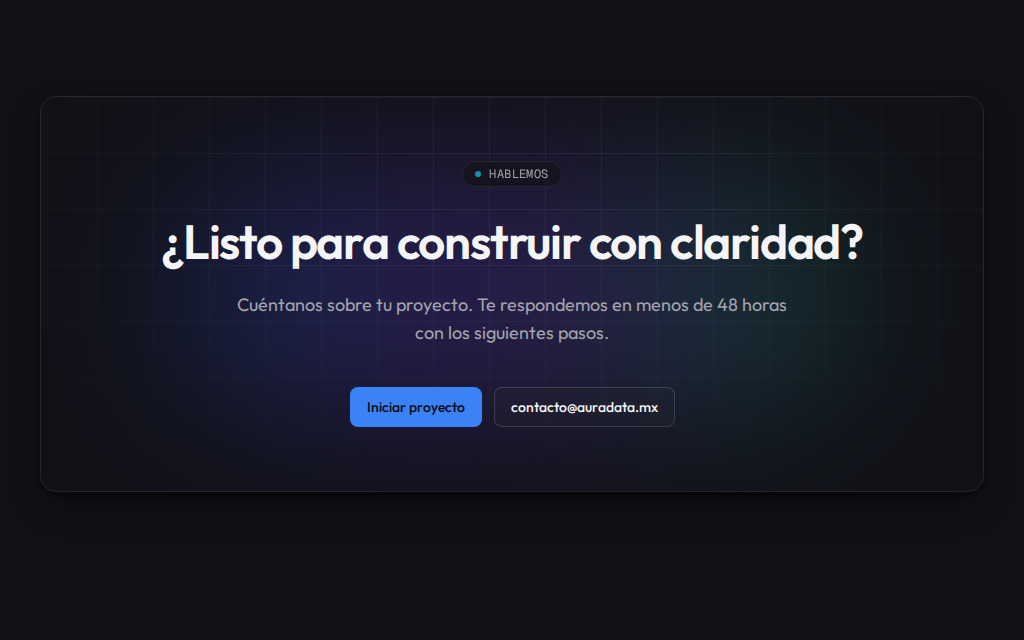 HABLEMOS
¿Listo para construir con claridad?
Cuéntanos sobre tu proyecto. Te respondemos en menos de 48 horas
con los siguientes pasos.
Iniciar proyecto
contacto@auradata.mx